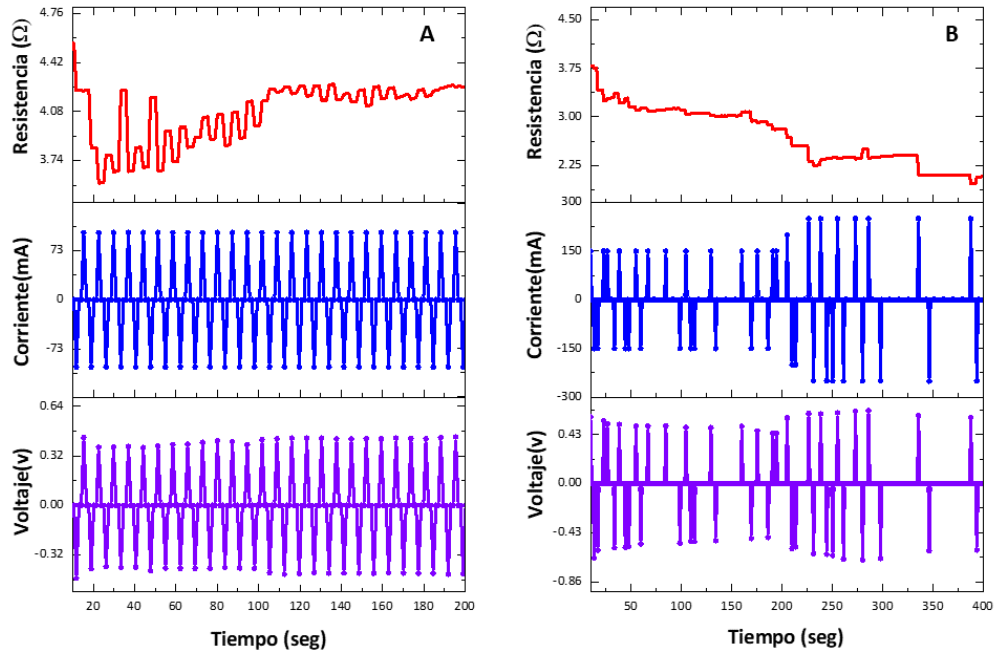 A
Resistencia (Ω)
4.76
4.42
4.08
3.74
Corriente(mA)
73
0
-73
Voltaje(v)
0.64
0.32
0.00
-0.32
20 40 60 80 100 120 140 160 180 200
Tiempo (seg)
B
Resistencia (Ω)
4.50
3.75
3.00
2.25
Corriente(mA)
300
150
0
-150
-300
Voltaje(v)
0.43
0.00
-0.43
-0.86
50 100 150 200 250 300 350 400
Tiempo (seg)